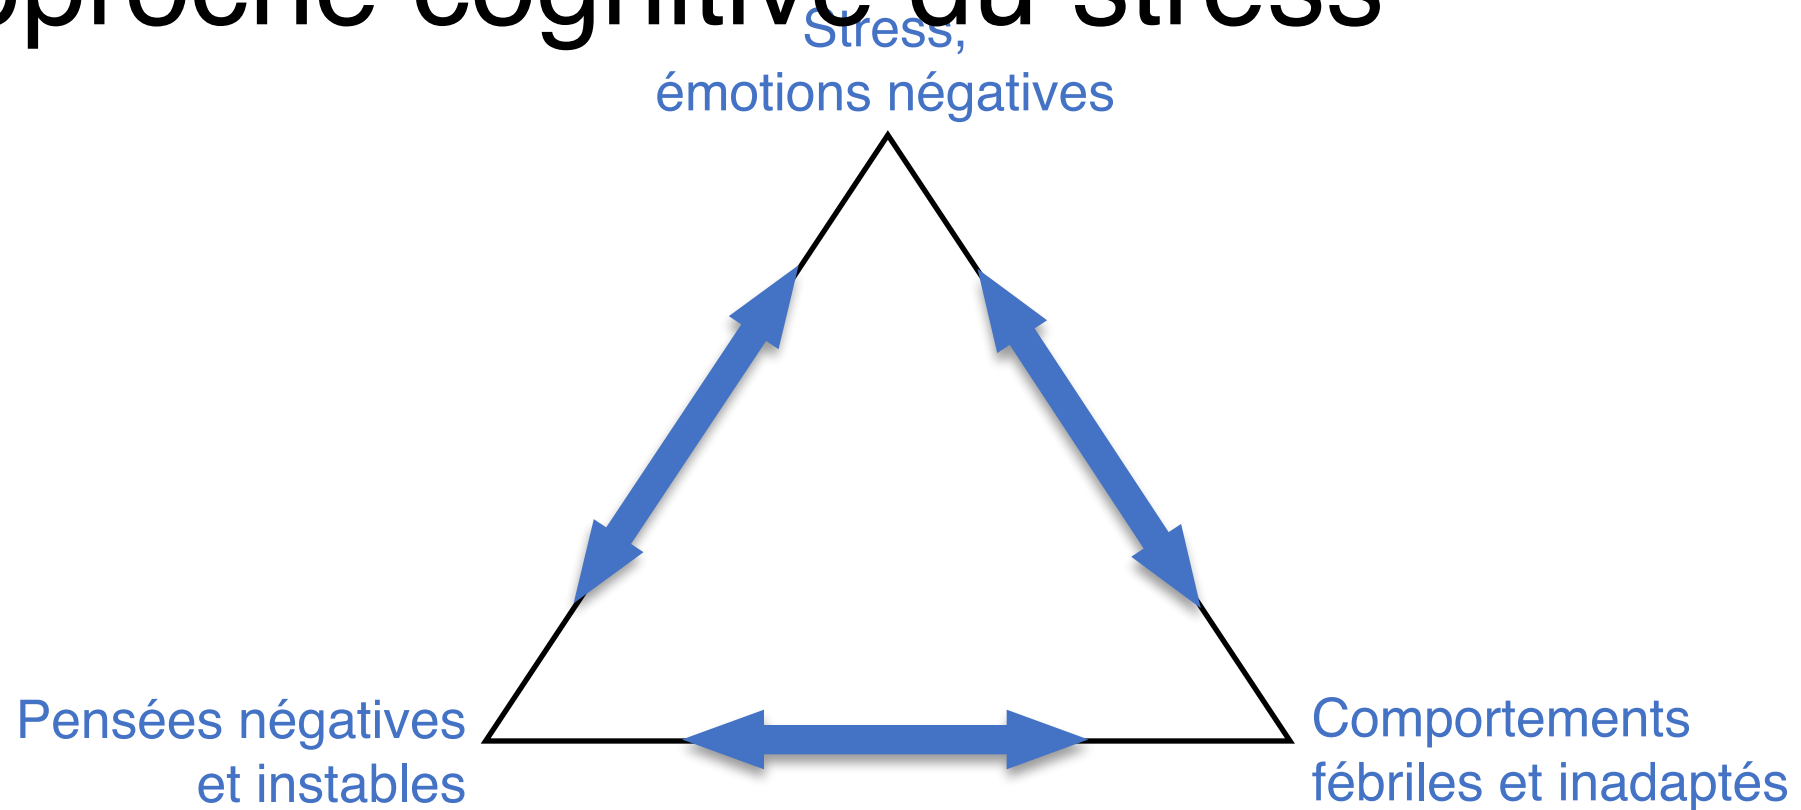 pproche cognitive du stress
Stress,
émotions négatives
Pensées négatives
et instables
Comportements
fébriles et inadaptés